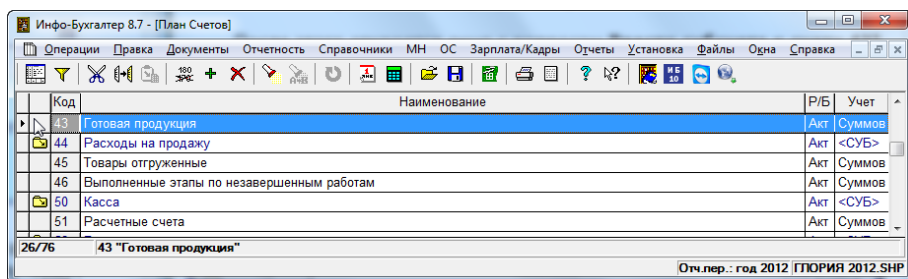 Инфо-Бухгалтер 8.7 - [План Счетов]
Операции Правка Документы Отчетность Справочники МН ОС Зарплата/Кадры Отчеты Установка Файлы Окна Справка
Код Наименование Р/Б Учет
43 Готовая продукция Акт Суммов
44 Расходы на продажу Акт <СУБ>
45 Товары отгруженные Акт Суммов
46 Выполненные этапы по незавершенным работам Акт Суммов
50 Касса Акт <СУБ>
51 Расчетные счета Акт Суммов
26/76 43 "Готовая продукция"
Отч.пер.: год 2012 ГЛОРИЯ 2012.SHP